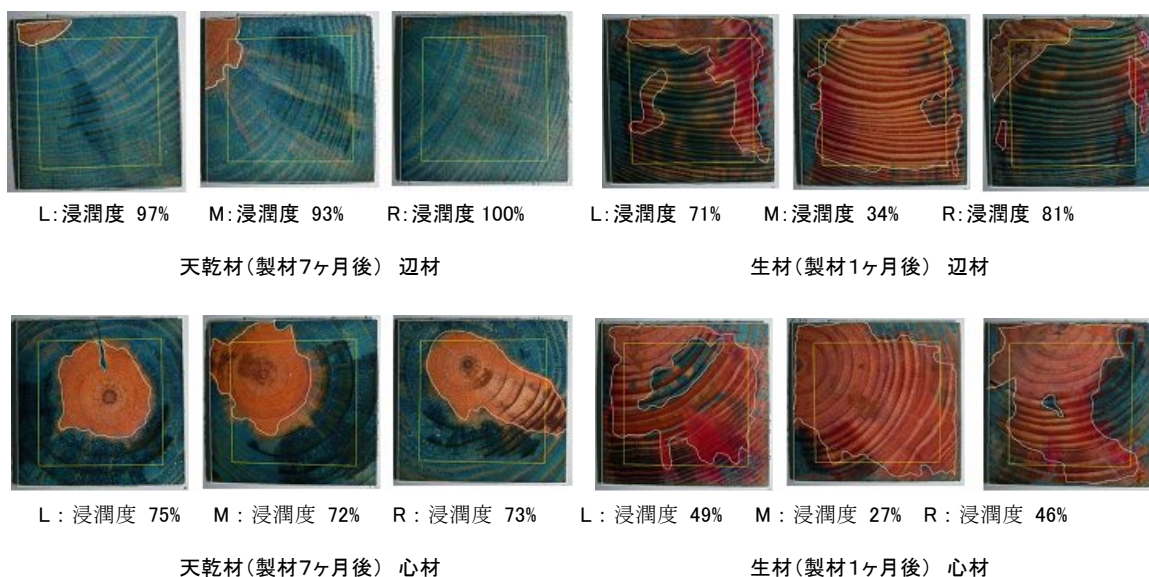 L:浸潤度 97% M:浸潤度 93% R:浸潤度 100% L:浸潤度 71% M:浸潤度 34% R:浸潤度 81%
天乾材(製材7ヶ月後) 辺材 生材(製材1ヶ月後) 辺材
L:浸潤度 75% M:浸潤度 72% R:浸潤度 73% L:浸潤度 49% M:浸潤度 27% R:浸潤度 46%
天乾材(製材7ヶ月後) 心材 生材(製材1ヶ月後) 心材